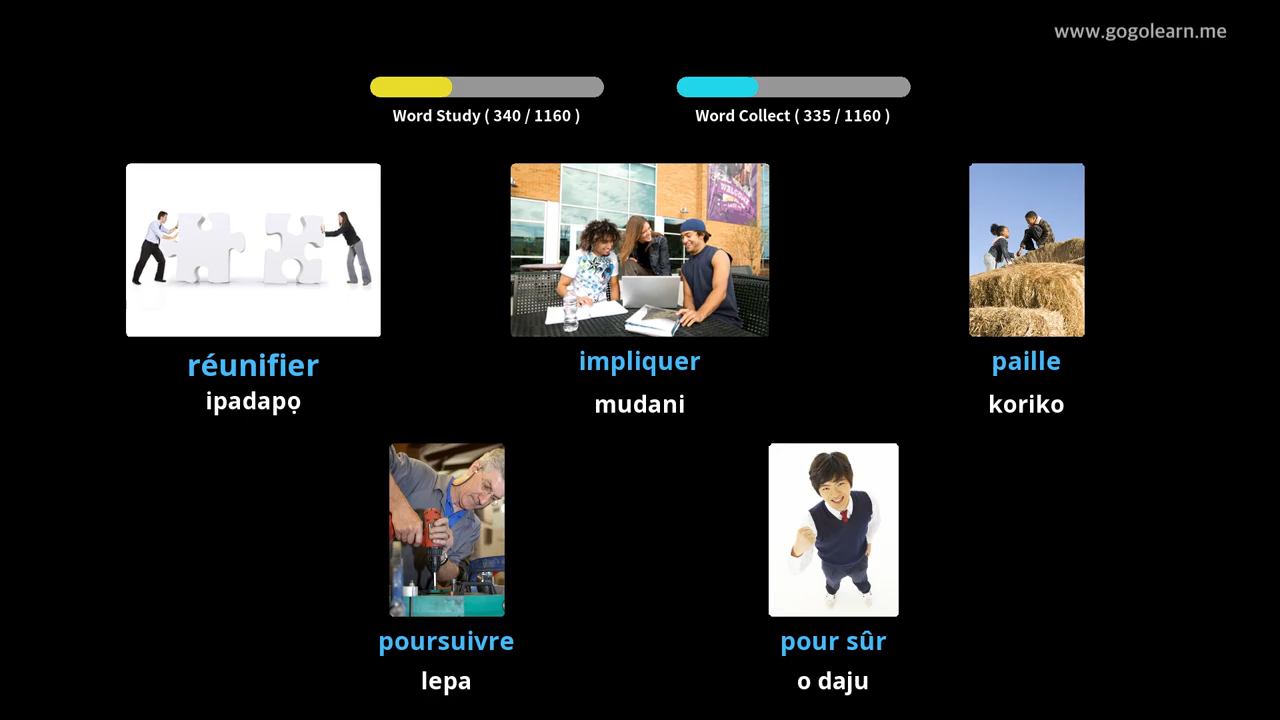 www.gogolearn.me
Word Study ( 340 / 1160 )
Word Collect ( 335 / 1160 )
WELCOME
réunifier
ipadapọ
impliquer
mudani
paille
koriko
poursuivre
lepa
pour sûr
o daju